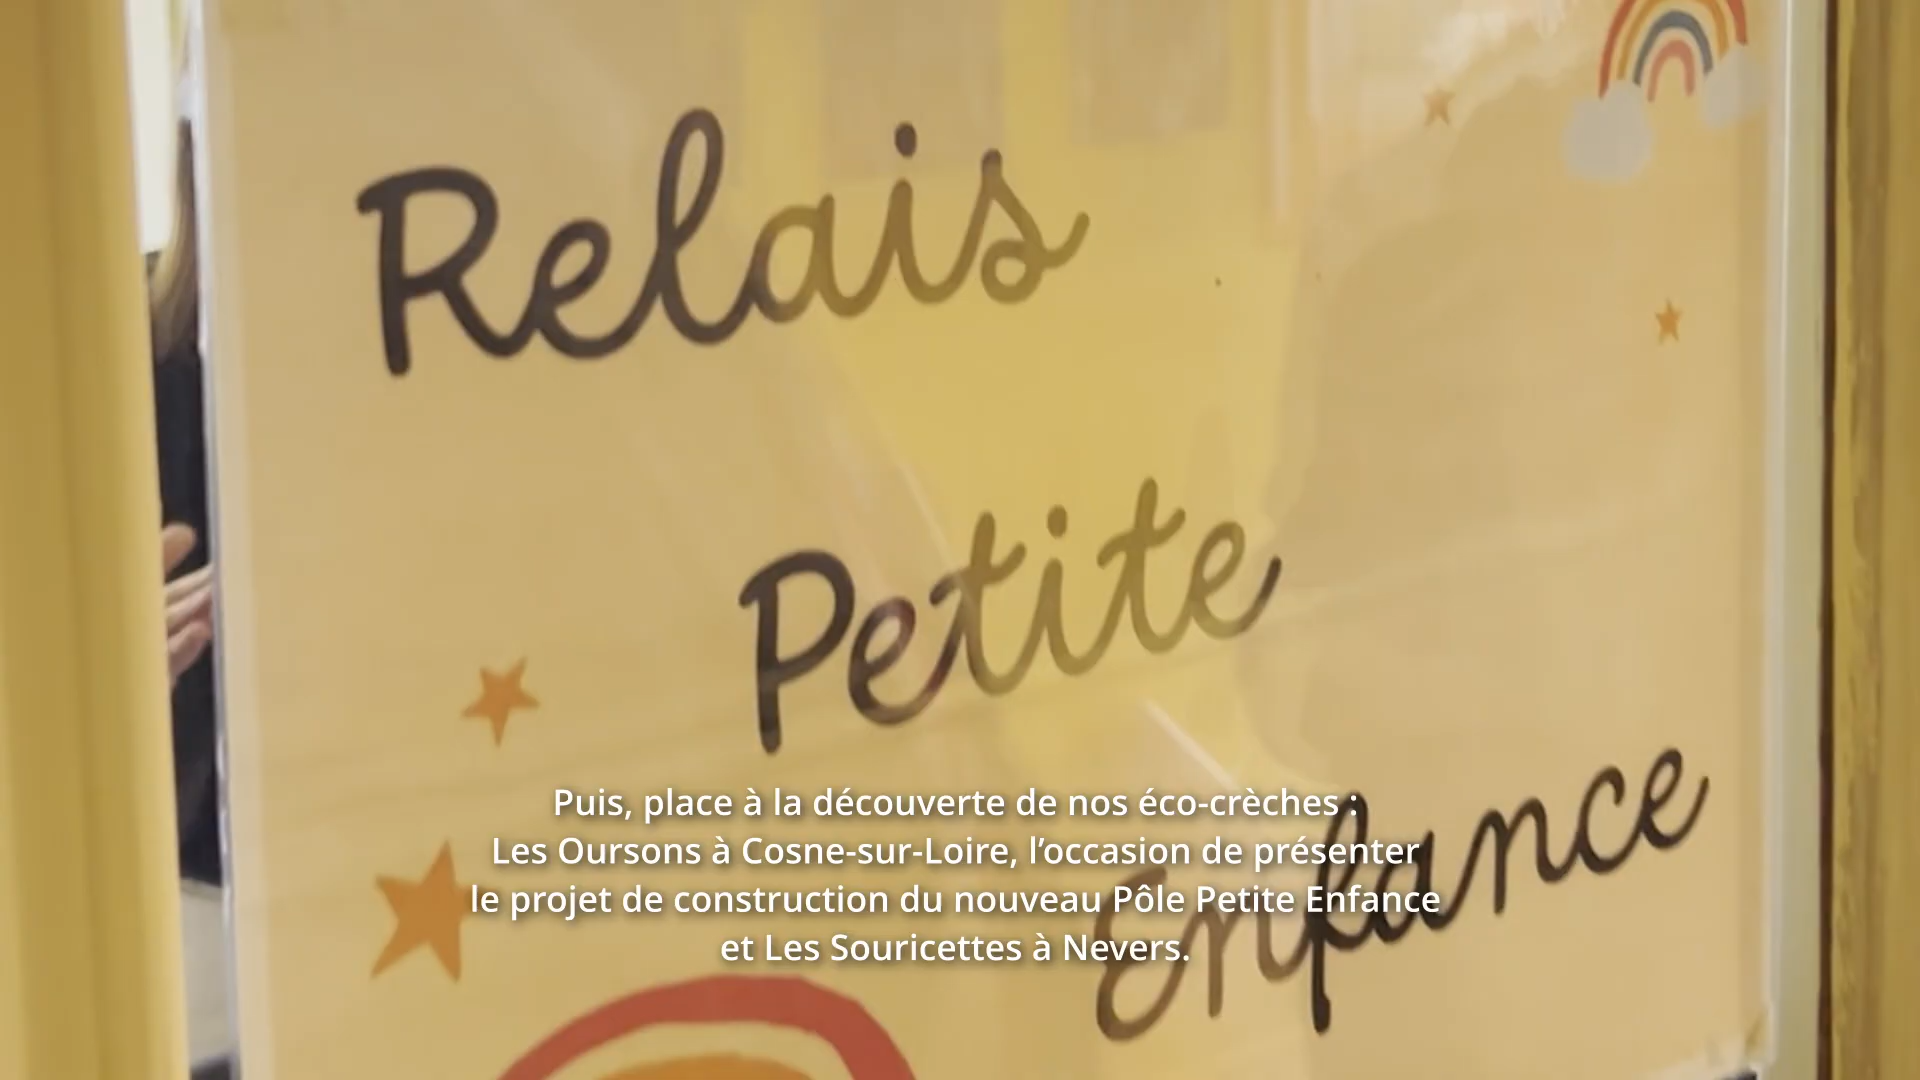 Relais
Petite
Enfance
Puis, place à la découverte de nos éco-crèches :
Les Oursons à Cosne-sur-Loire, l’occasion de présenter
le projet de construction du nouveau Pôle Petite Enfance
et Les Souricettes à Nevers.